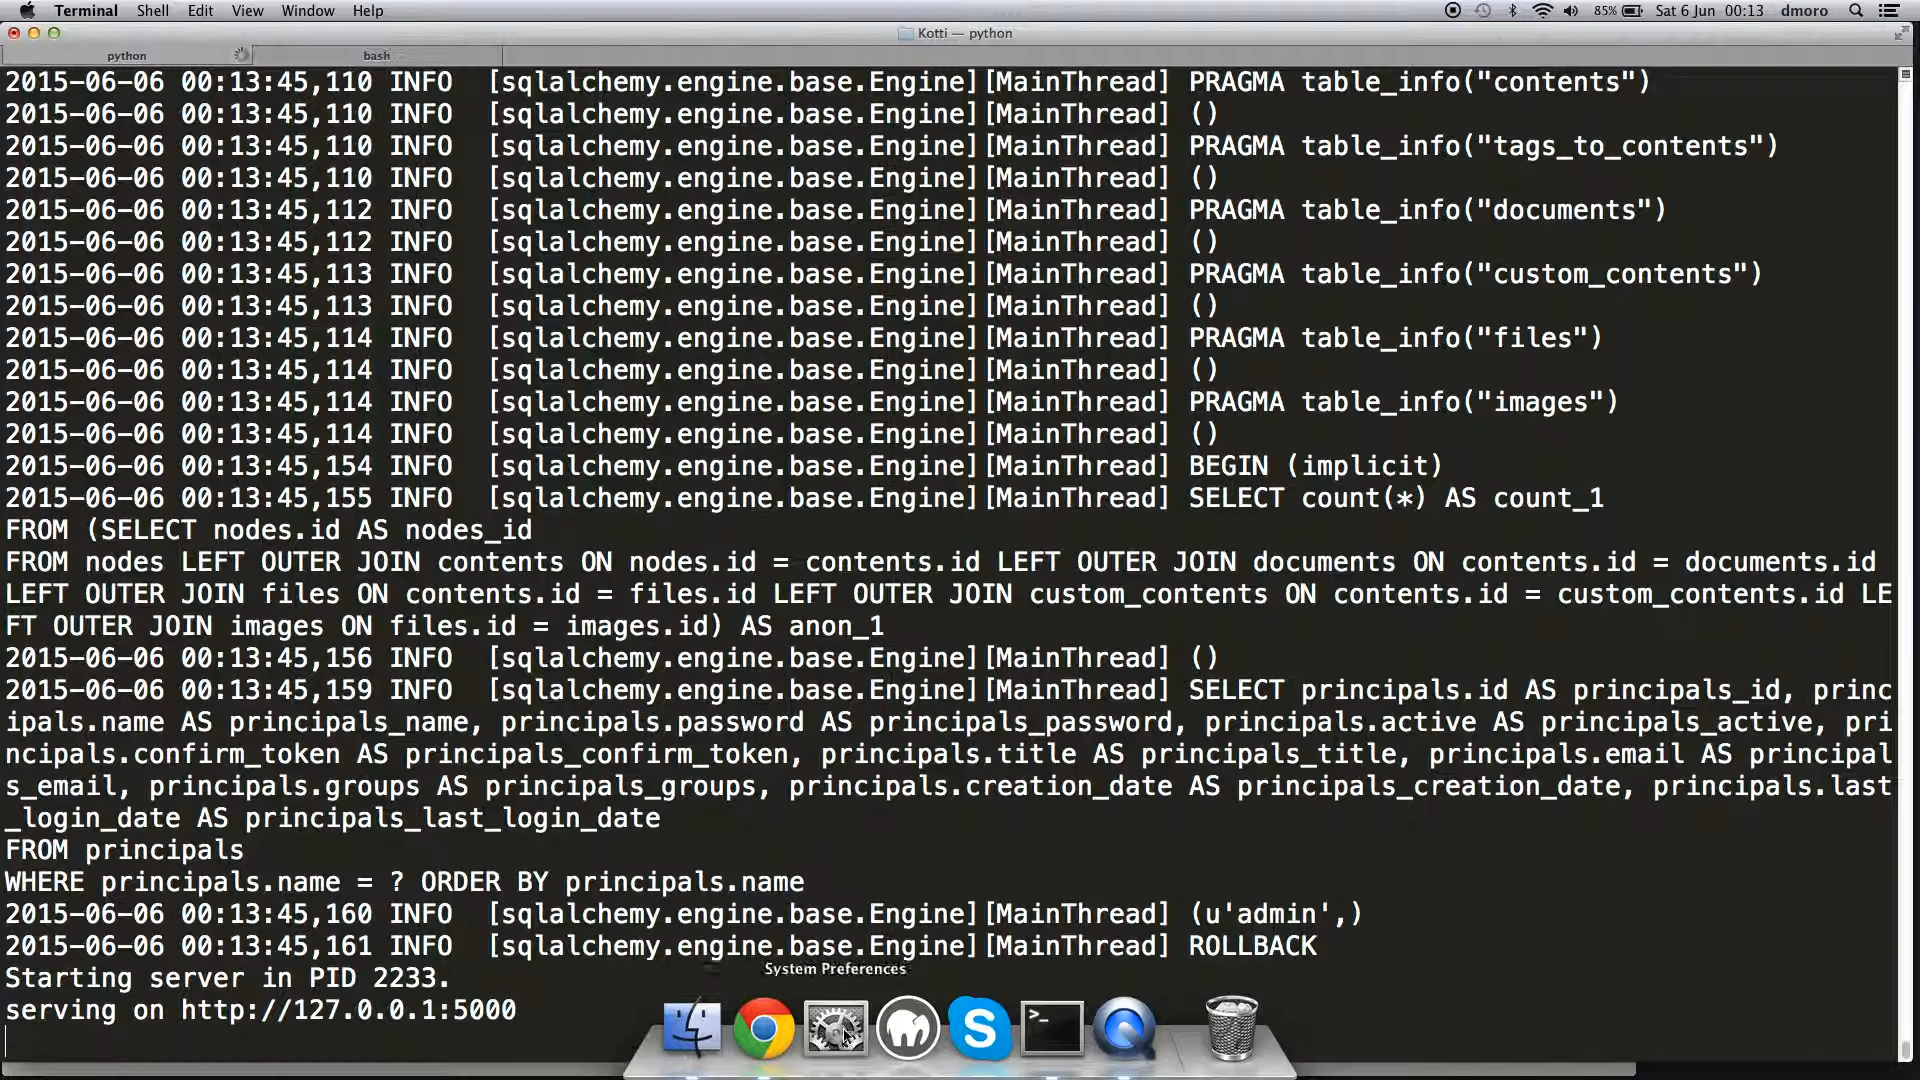 Terminal Shell Edit View Window Help 85% Sat 6 Jun 00:13 dmoro
Kotti — python
python bash
2015-06-06 00:13:45,110 INFO [sqlalchemy.engine.base.Engine][MainThread] PRAGMA table_info("contents")
2015-06-06 00:13:45,110 INFO [sqlalchemy.engine.base.Engine][MainThread] ()
2015-06-06 00:13:45,110 INFO [sqlalchemy.engine.base.Engine][MainThread] PRAGMA table_info("tags_to_contents")
2015-06-06 00:13:45,110 INFO [sqlalchemy.engine.base.Engine][MainThread] ()
2015-06-06 00:13:45,112 INFO [sqlalchemy.engine.base.Engine][MainThread] PRAGMA table_info("documents")
2015-06-06 00:13:45,112 INFO [sqlalchemy.engine.base.Engine][MainThread] ()
2015-06-06 00:13:45,113 INFO [sqlalchemy.engine.base.Engine][MainThread] PRAGMA table_info("custom_contents")
2015-06-06 00:13:45,113 INFO [sqlalchemy.engine.base.Engine][MainThread] ()
2015-06-06 00:13:45,114 INFO [sqlalchemy.engine.base.Engine][MainThread] PRAGMA table_info("files")
2015-06-06 00:13:45,114 INFO [sqlalchemy.engine.base.Engine][MainThread] ()
2015-06-06 00:13:45,114 INFO [sqlalchemy.engine.base.Engine][MainThread] PRAGMA table_info("images")
2015-06-06 00:13:45,114 INFO [sqlalchemy.engine.base.Engine][MainThread] ()
2015-06-06 00:13:45,154 INFO [sqlalchemy.engine.base.Engine][MainThread] BEGIN (implicit)
2015-06-06 00:13:45,155 INFO [sqlalchemy.engine.base.Engine][MainThread] SELECT count(*) AS count_1
FROM (SELECT nodes.id AS nodes_id
FROM nodes LEFT OUTER JOIN contents ON nodes.id = contents.id LEFT OUTER JOIN documents ON contents.id = documents.id
LEFT OUTER JOIN files ON contents.id = files.id LEFT OUTER JOIN custom_contents ON contents.id = custom_contents.id LE
FT OUTER JOIN images ON files.id = images.id) AS anon_1
2015-06-06 00:13:45,156 INFO [sqlalchemy.engine.base.Engine][MainThread] ()
2015-06-06 00:13:45,159 INFO [sqlalchemy.engine.base.Engine][MainThread] SELECT principals.id AS principals_id, princ
ipals.name AS principals_name, principals.password AS principals_password, principals.active AS principals_active, pri
ncipals.confirm_token AS principals_confirm_token, principals.title AS principals_title, principals.email AS principal
s_email, principals.groups AS principals_groups, principals.creation_date AS principals_creation_date, principals.last
_login_date AS principals_last_login_date
FROM principals
WHERE principals.name = ? ORDER BY principals.name
2015-06-06 00:13:45,160 INFO [sqlalchemy.engine.base.Engine][MainThread] (u'admin',)
2015-06-06 00:13:45,161 INFO [sqlalchemy.engine.base.Engine][MainThread] ROLLBACK
System Preferences
Starting server in PID 2233.
serving on http://127.0.0.1:5000